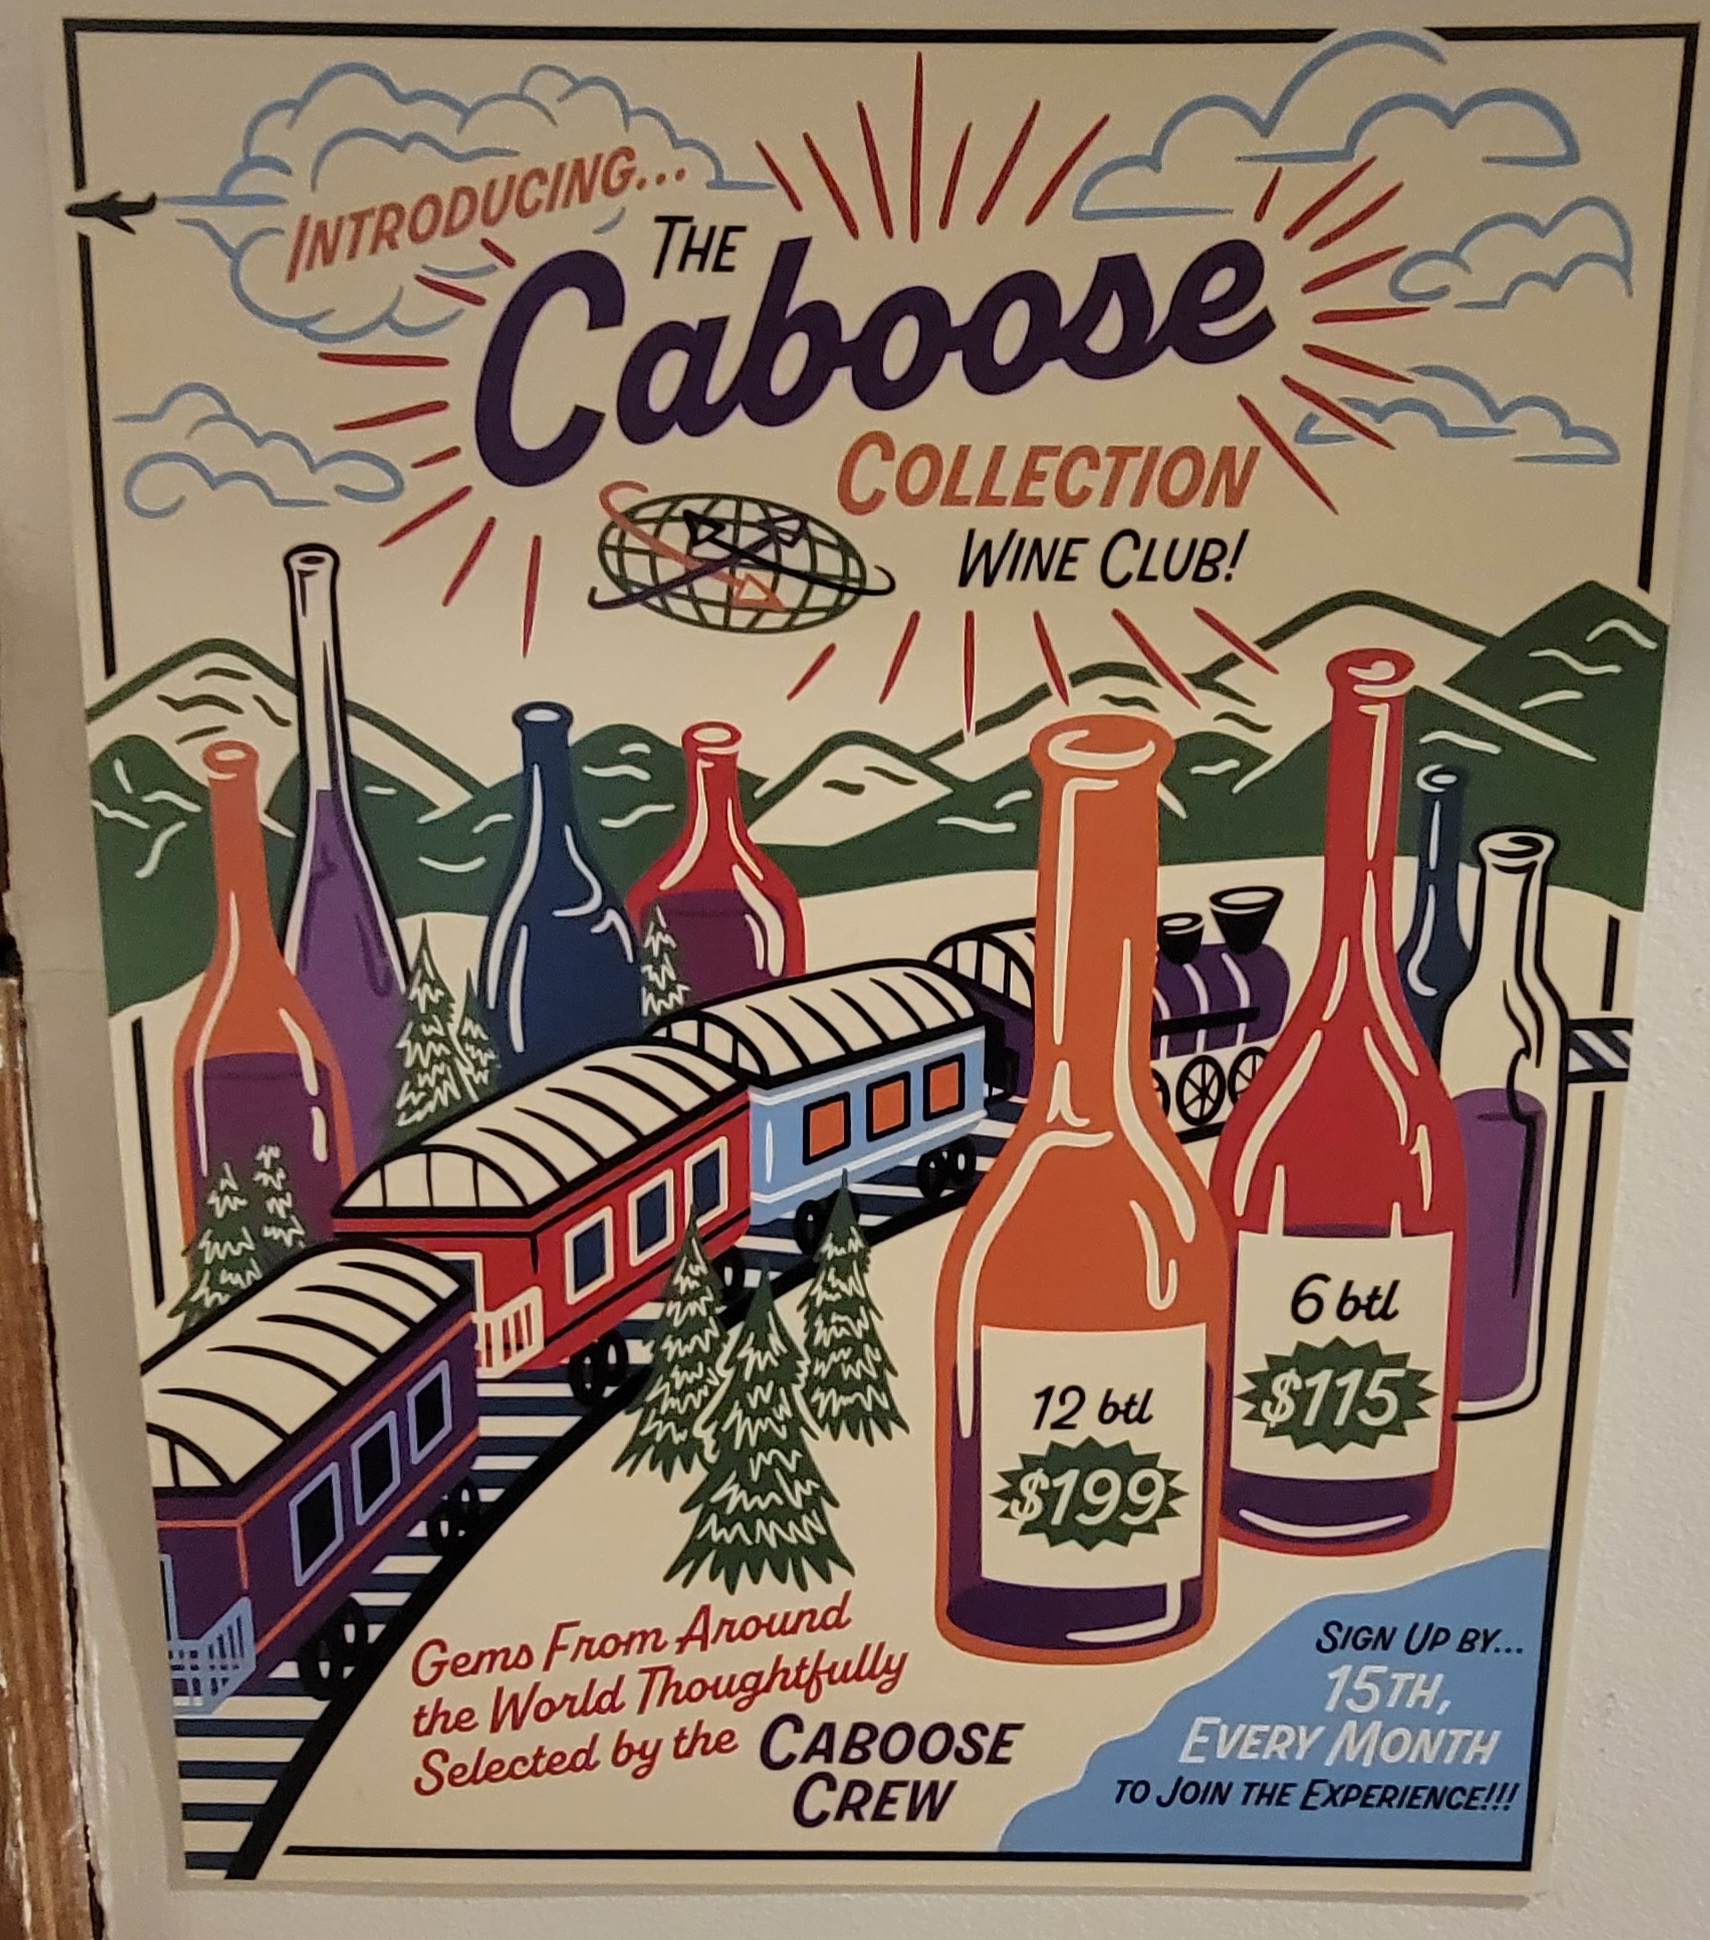 INTRODUCING...
THE
Caboose
COLLECTION
WINE CLUB!
6 btl
$115
12 btl
$199
Gems From Around
the World Thoughtfully
Selected by the CABOOSE
CREW
SIGN UP BY...
15TH,
EVERY MONTH
TO JOIN THE EXPERIENCE!!!